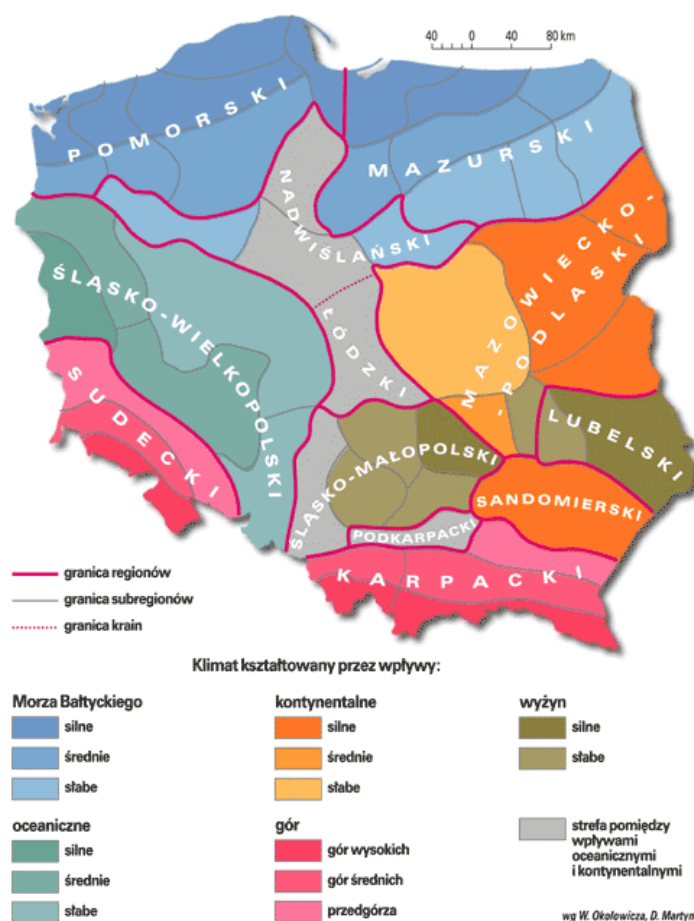 40 0 40 80 km
POMORSKI
MAZURSKI
NADWIŚLAŃSKI
MAZOWIECKO-
-PODLASKI
ŚLĄSKO-WIELKOPOLSKI
ŁÓDZKI
SUDECKI
LUBELSKI
ŚLĄSKO-MAŁOPOLSKI
SANDOMIERSKI
PODKARPACKI
KARPACKI
granica regionów
granica subregionów
granica krain
Klimat kształtowany przez wpływy:
Morza Bałtyckiego
silne
średnie
słabe
kontynentalne
silne
średnie
słabe
wyżyn
silne
słabe
oceaniczne
silne
średnie
słabe
gór
gór wysokich
gór średnich
przedgórza
strefa pomiędzy
wpływami
oceanicznymi
i kontynentalnymi
wg W. Okołowicza, D. Martyn